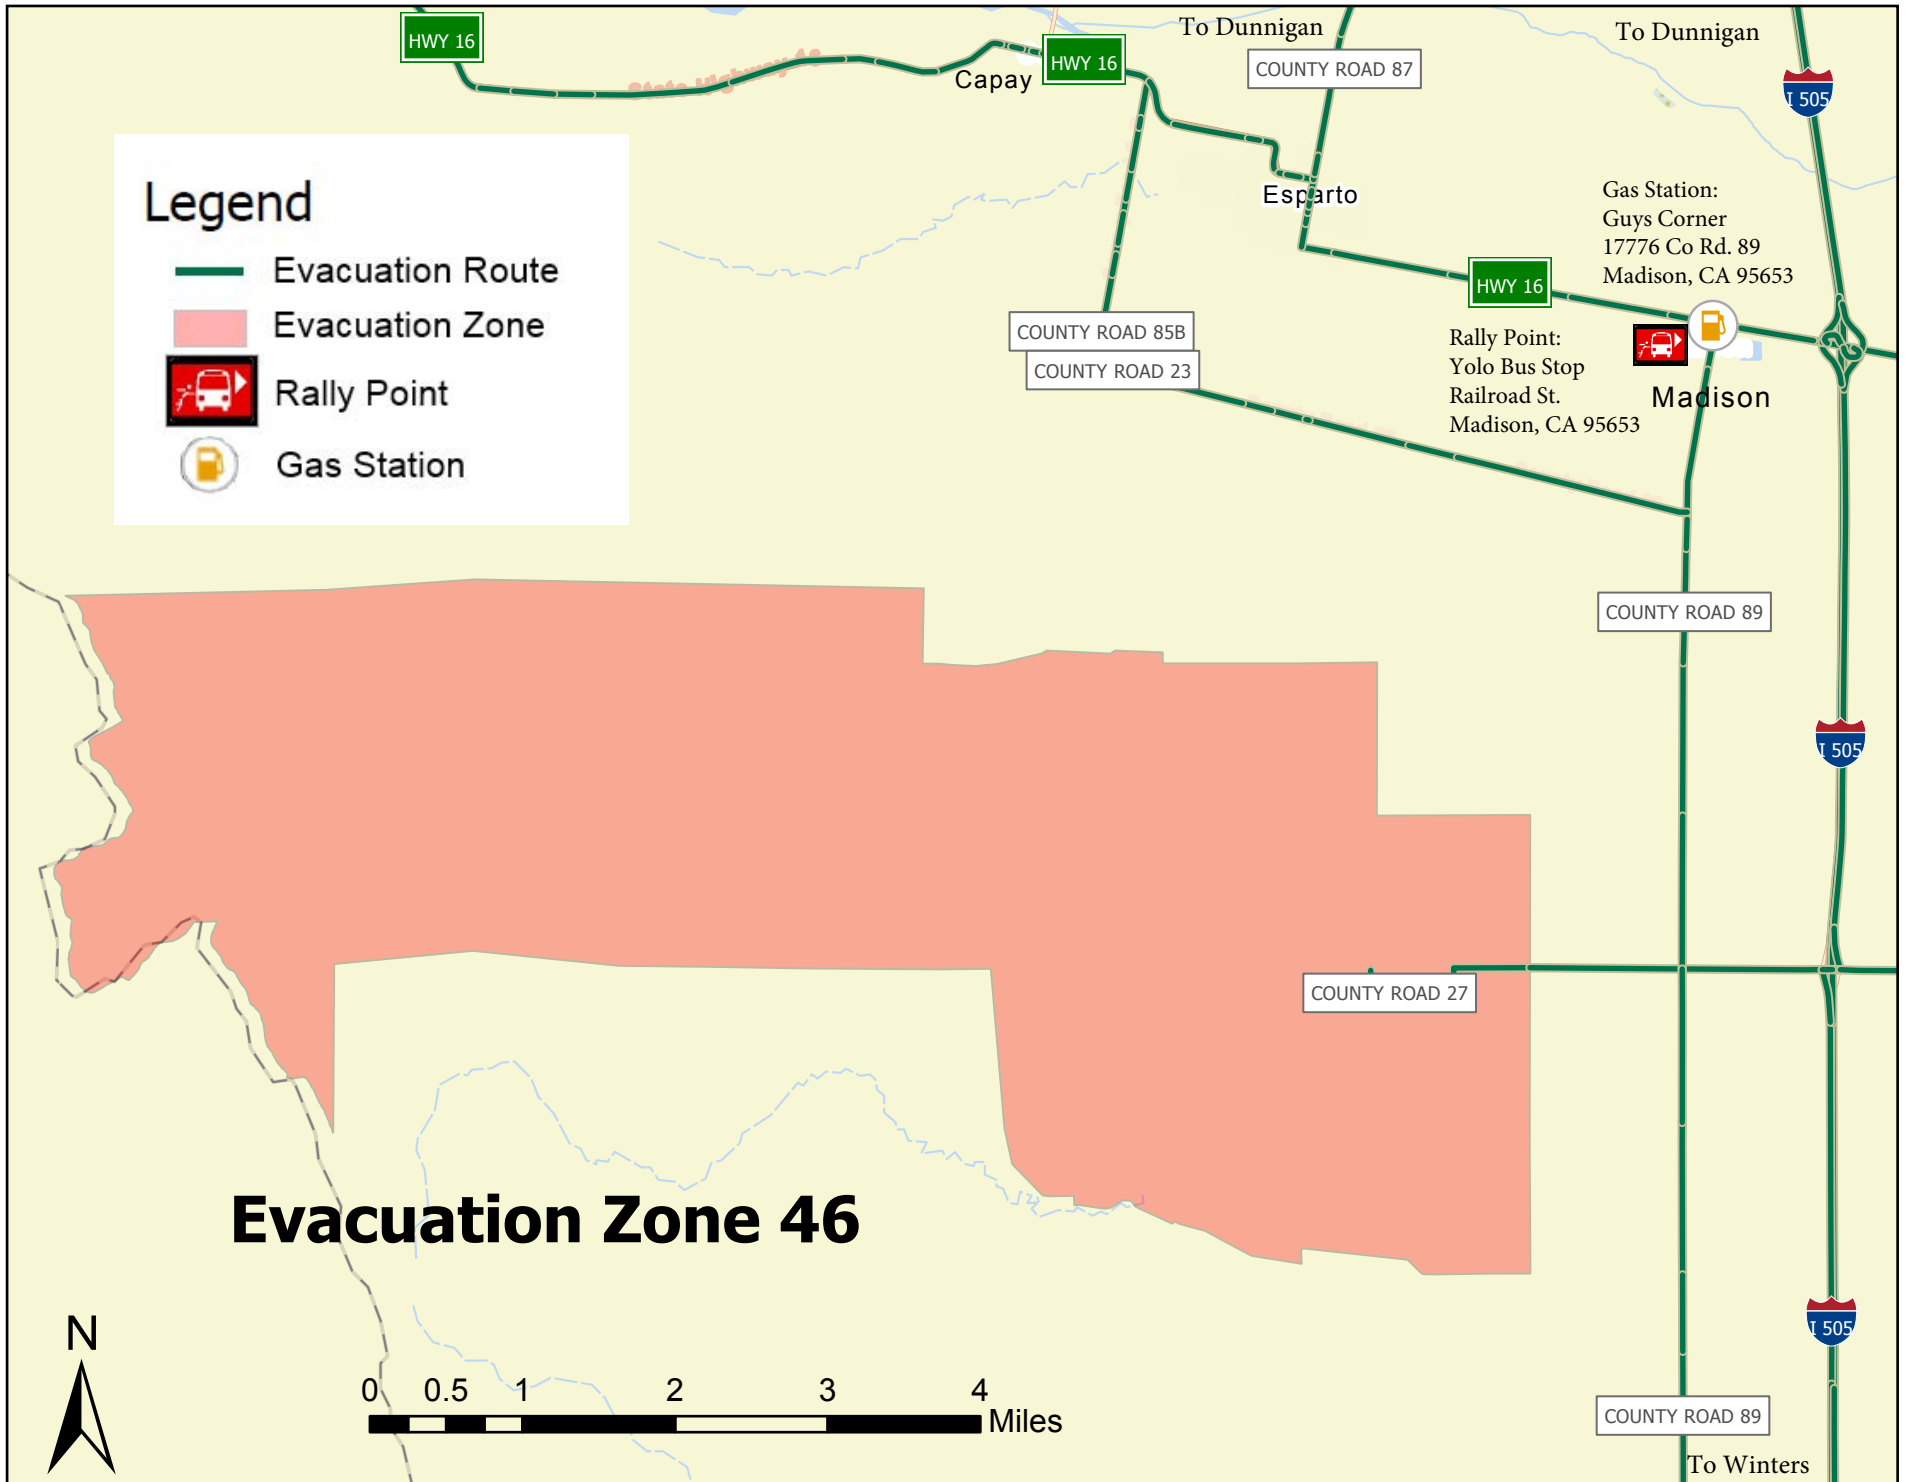 HWY 16
State Highway 16
Capay
HWY 16
To Dunnigan
COUNTY ROAD 87
To Dunnigan
I 505
Esparto
Gas Station:
Guys Corner
17776 Co Rd. 89
Madison, CA 95653
HWY 16
Legend
Evacuation Route
Evacuation Zone
Rally Point
Gas Station
COUNTY ROAD 85B
COUNTY ROAD 23
Rally Point:
Yolo Bus Stop
Railroad St.
Madison, CA 95653
Madison
COUNTY ROAD 89
I 505
COUNTY ROAD 27
Evacuation Zone 46
N
0 0.5 1 2 3 4
Miles
I 505
COUNTY ROAD 89
To Winters